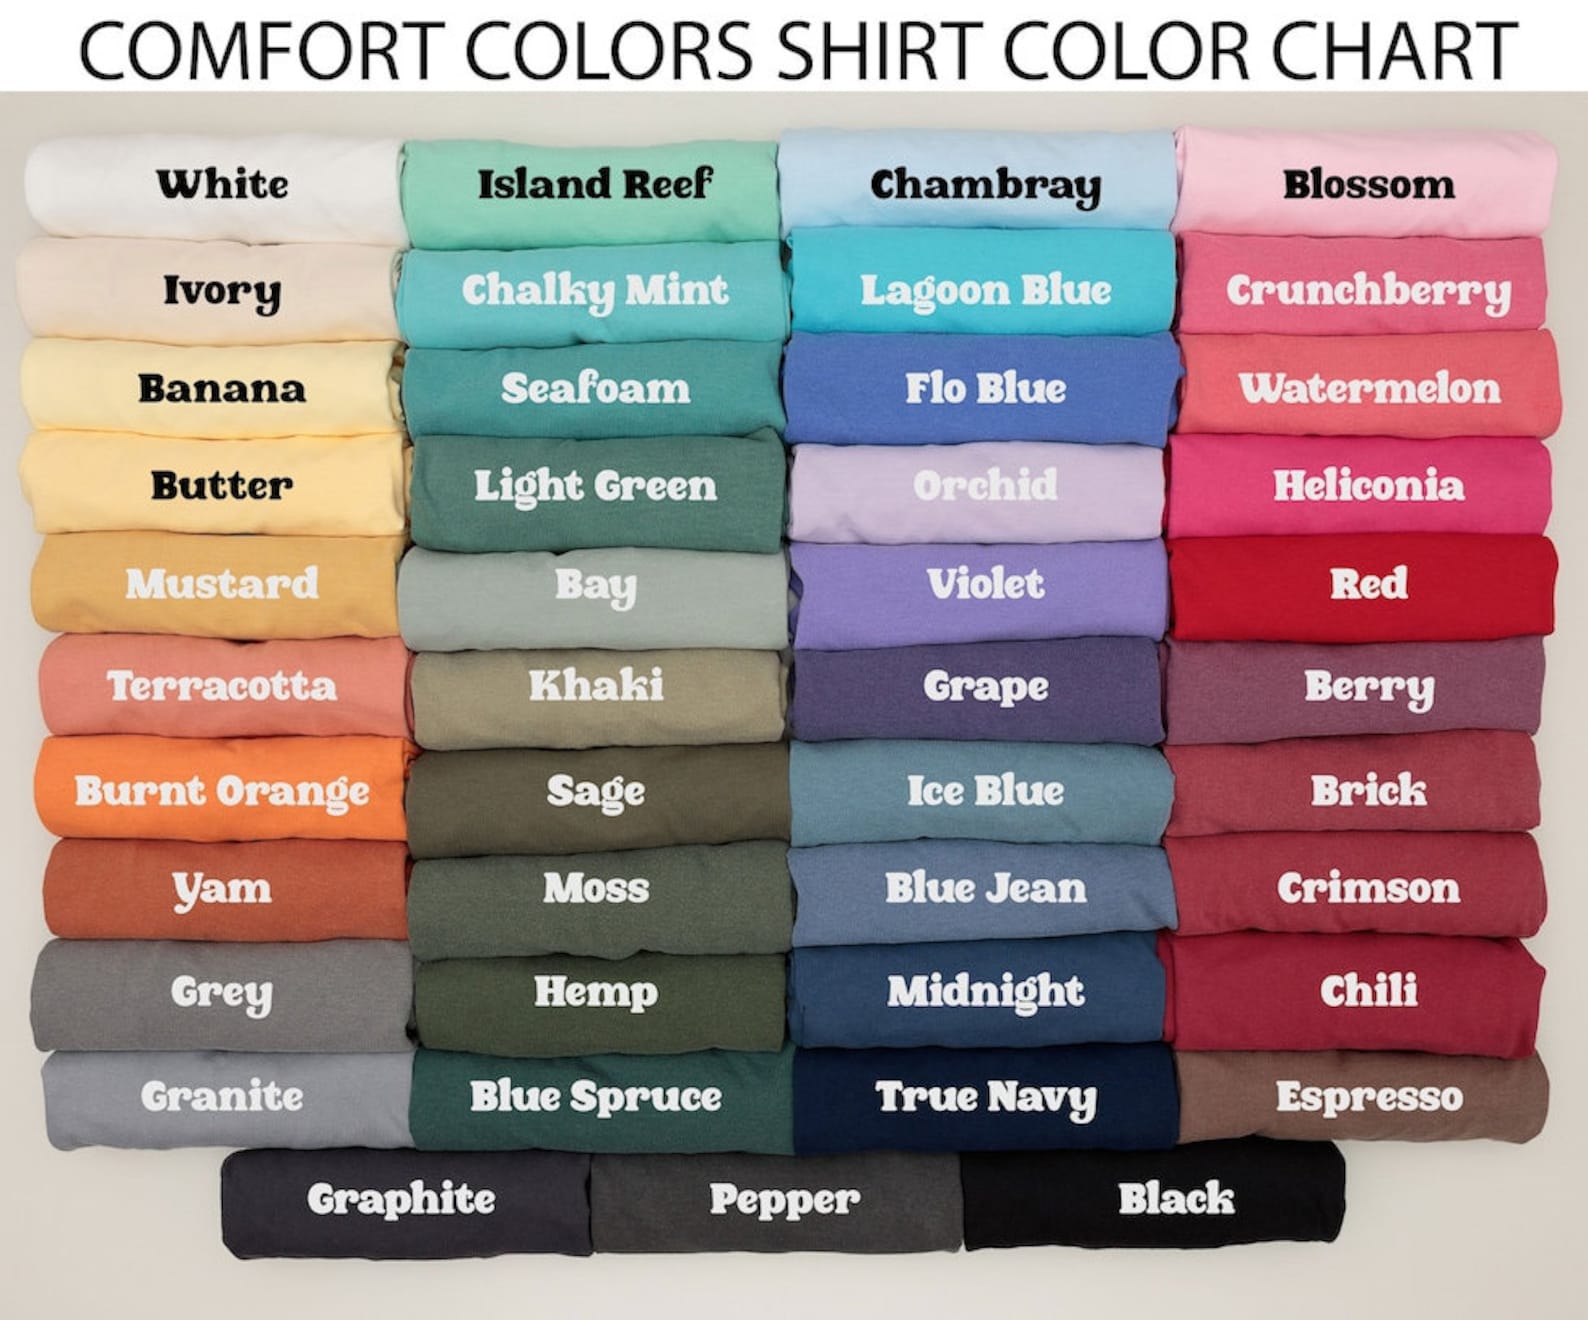 COMFORT COLORS SHIRT COLOR CHART
White
Island Reef
Chambray
Blossom
Ivory
Chalky Mint
Lagoon Blue
Crunchberry
Banana
Seafoam
Flo Blue
Watermelon
Butter
Light Green
Orchid
Heliconia
Mustard
Bay
Violet
Red
Terracotta
Khaki
Grape
Berry
Burnt Orange
Sage
Ice Blue
Brick
Yam
Moss
Blue Jean
Crimson
Grey
Hemp
Midnight
Chili
Granite
Blue Spruce
True Navy
Espresso
Graphite
Pepper
Black